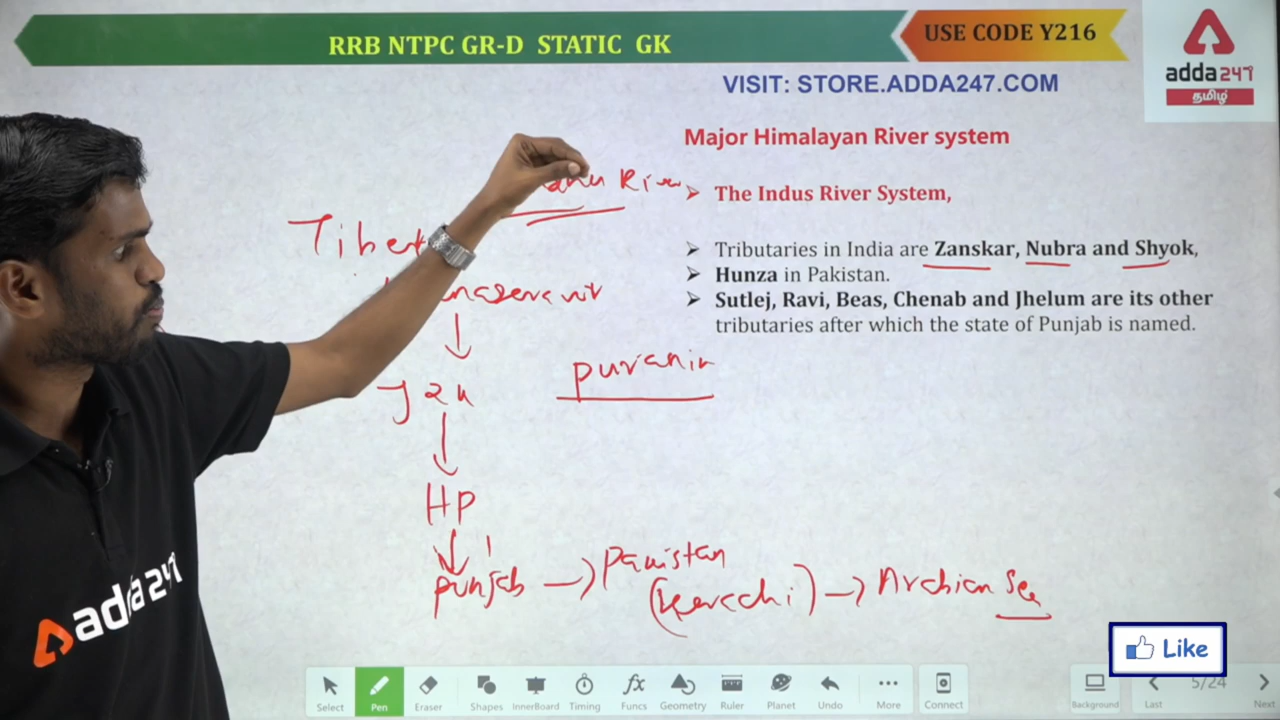 RRB NTPC GR-D STATIC GK
USE CODE Y216
adda247
தமிழ்
VISIT: STORE.ADDA247.COM
Major Himalayan River system
River
➤ The Indus River System,
Tibet
➤ Tributaries in India are Zanskar, Nubra and Shyok,
➤ Hunza in Pakistan.
➤ Sutlej, Ravi, Beas, Chenab and Jhelum are its other
tributaries after which the state of Punjab is named.
J & K
HP
Punjab → Pakistan
(Karachi) → Arabian Sea
adda247
Like
Select
Pen
Eraser
Shapes
InnerBoard
Timing
Funcs
Geometry
Ruler
Planet
Undo
More
Connect
Background
Last
5/24
Next